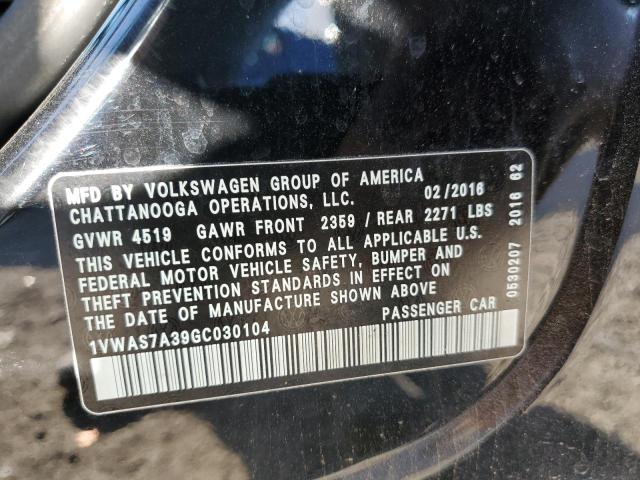 MFD BY VOLKSWAGEN GROUP OF AMERICA
CHATTANOOGA OPERATIONS, LLC. 02/2016
GVWR 4519 GAWR FRONT 2359 / REAR 2271 LBS
THIS VEHICLE CONFORMS TO ALL APPLICABLE U.S.
FEDERAL MOTOR VEHICLE SAFETY, BUMPER AND
THEFT PREVENTION STANDARDS IN EFFECT ON
THE DATE OF MANUFACTURE SHOWN ABOVE
1VWAS7A39GC030104 PASSENGER CAR
0530207 2016 G2